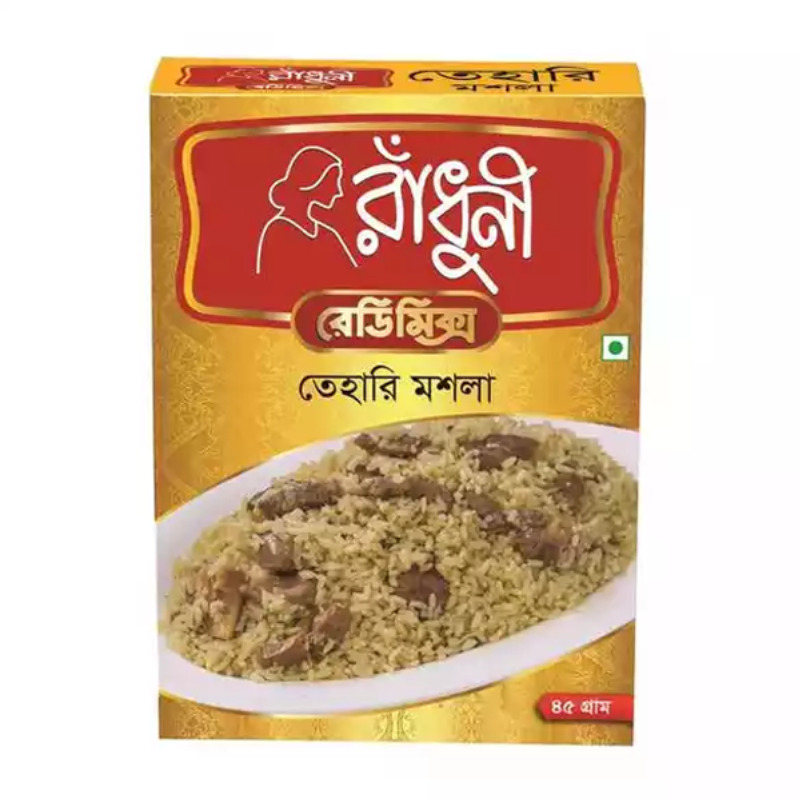 রাঁধুনী
রেডিমিক্স
তেহারি
মশলা
রাঁধুনী
রেডিমিক্স
তেহারি মশলা
৪৫ গ্রাম